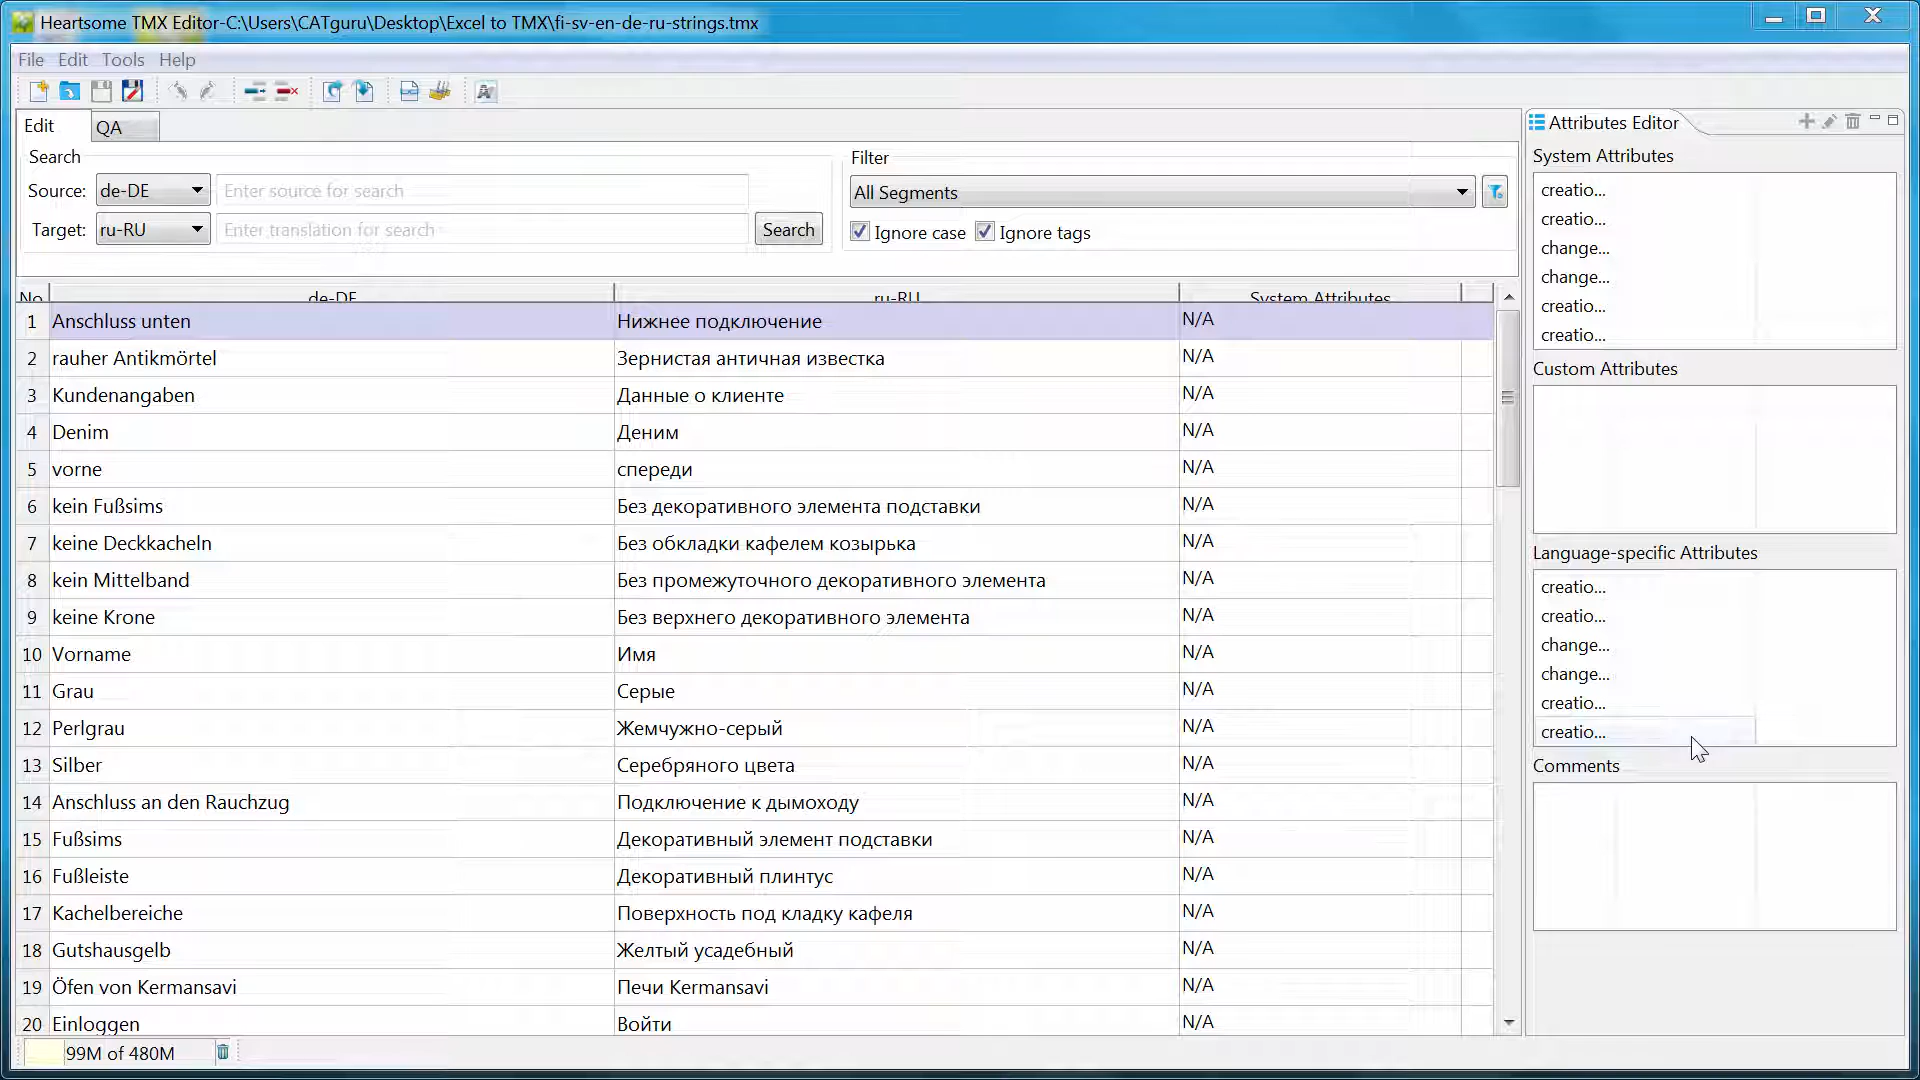 Heartsome TMX Editor-C:\Users\CATguru\Desktop\Excel to TMX\fi-sv-en-de-ru-strings.tmx
File Edit Tools Help
Edit QA
Search
Source: de-DE Enter source for search
Target: ru-RU Enter translation for search Search
Filter
All Segments
Ignore case Ignore tags
No de-DE ru-RU System Attributes
1 Anschluss unten Нижнее подключение N/A
2 rauher Antikmörtel Зернистая античная известка N/A
3 Kundenangaben Данные о клиенте N/A
4 Denim Деним N/A
5 vorne спереди N/A
6 kein Fußsims Без декоративного элемента подставки N/A
7 keine Deckkacheln Без обкладки кафелем козырька N/A
8 kein Mittelband Без промежуточного декоративного элемента N/A
9 keine Krone Без верхнего декоративного элемента N/A
10 Vorname Имя N/A
11 Grau Серые N/A
12 Perlgrau Жемчужно-серый N/A
13 Silber Серебряного цвета N/A
14 Anschluss an den Rauchzug Подключение к дымоходу N/A
15 Fußsims Декоративный элемент подставки N/A
16 Fußleiste Декоративный плинтус N/A
17 Kachelbereiche Поверхность под кладку кафеля N/A
18 Gutshausgelb Желтый усадебный N/A
19 Öfen von Kermansavi Печи Kermansavi N/A
20 Einloggen Войти N/A
99M of 480M
Attributes Editor
System Attributes
creatio...
creatio...
change...
change...
creatio...
creatio...
Custom Attributes
Language-specific Attributes
creatio...
creatio...
change...
change...
creatio...
creatio...
Comments